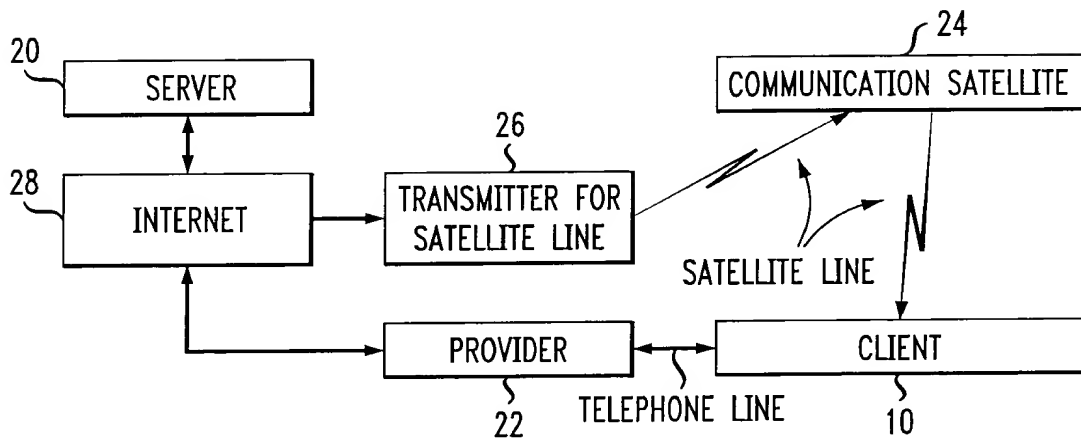 24
20
SERVER
COMMUNICATION SATELLITE
26
28
INTERNET
TRANSMITTER FOR
SATELLITE LINE
SATELLITE LINE
PROVIDER
CLIENT
22
TELEPHONE LINE
10